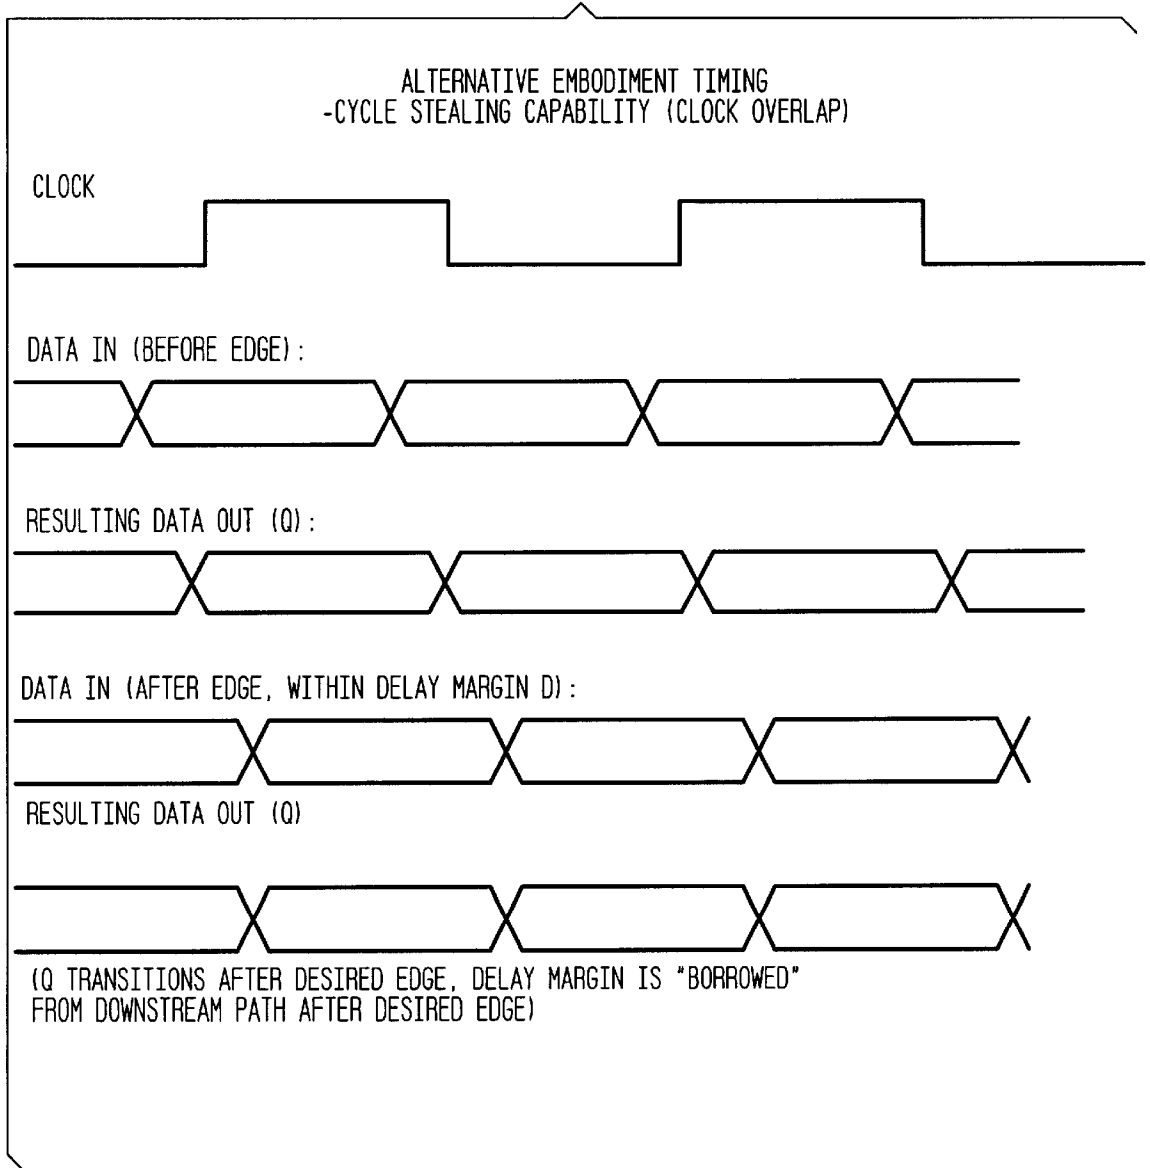 ALTERNATIVE EMBODIMENT TIMING
-CYCLE STEALING CAPABILITY (CLOCK OVERLAP)
CLOCK
DATA IN (BEFORE EDGE):
RESULTING DATA OUT (Q):
DATA IN (AFTER EDGE, WITHIN DELAY MARGIN D):
RESULTING DATA OUT (Q)
(Q TRANSITIONS AFTER DESIRED EDGE, DELAY MARGIN IS "BORROWED"
FROM DOWNSTREAM PATH AFTER DESIRED EDGE)